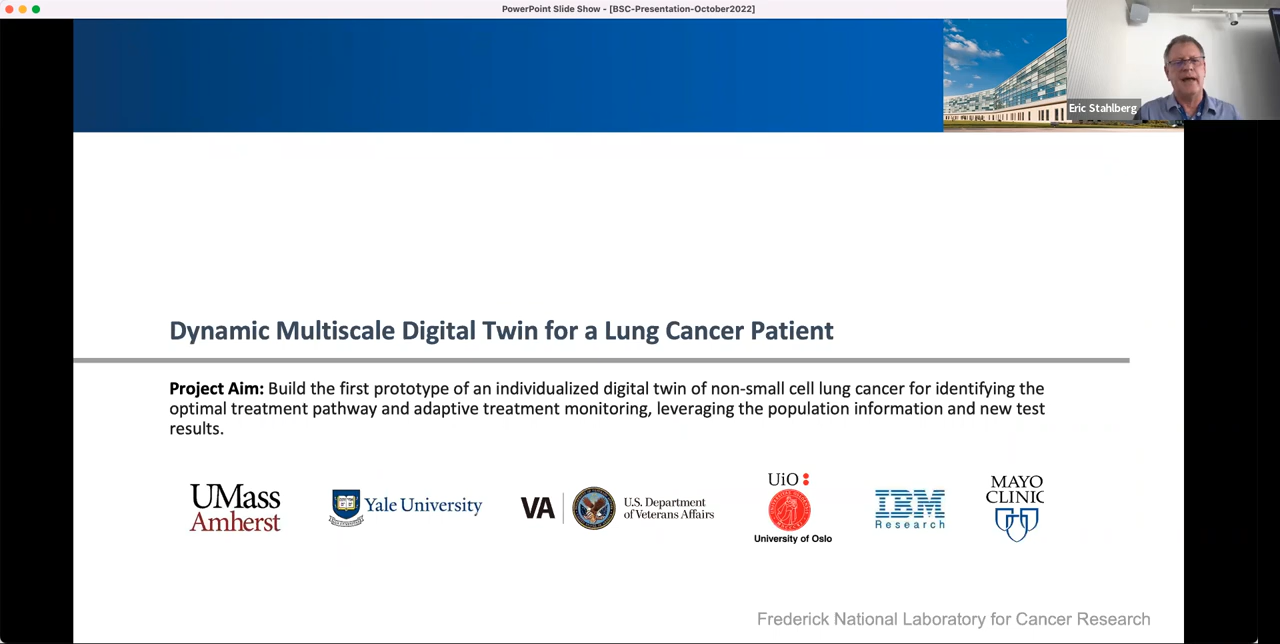 PowerPoint Slide Show - [BSC-Presentation-October2022]
Eric Stahlberg
Dynamic Multiscale Digital Twin for a Lung Cancer Patient
Project Aim: Build the first prototype of an individualized digital twin of non-small cell lung cancer for identifying the
optimal treatment pathway and adaptive treatment monitoring, leveraging the population information and new test
results.
UMass
Amherst
Yale University
VA
U.S. Department
of Veterans Affairs
UiO:
University of Oslo
IBM
Research
MAYO
CLINIC
Frederick National Laboratory for Cancer Research